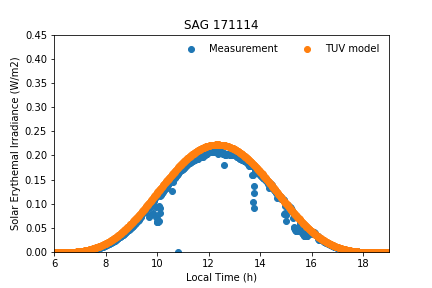 SAG 171114
Measurement TUV model
Solar Erythemal Irradiance (W/m2)
0.45
0.40
0.35
0.30
0.25
0.20
0.15
0.10
0.05
0.00
6 8 10 12 14 16 18
Local Time (h)